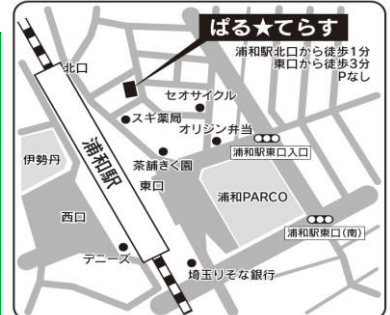 ぱる★てらす
浦和駅北口から徒歩1分
東口から徒歩3分
Pなし
北口
セオサイクル
スギ薬局
オリジン弁当
浦和駅東口入口
伊勢丹
浦和駅
茶舗きく園
東口
浦和PARCO
西口
浦和駅東口(南)
デニーズ
埼玉りそな銀行